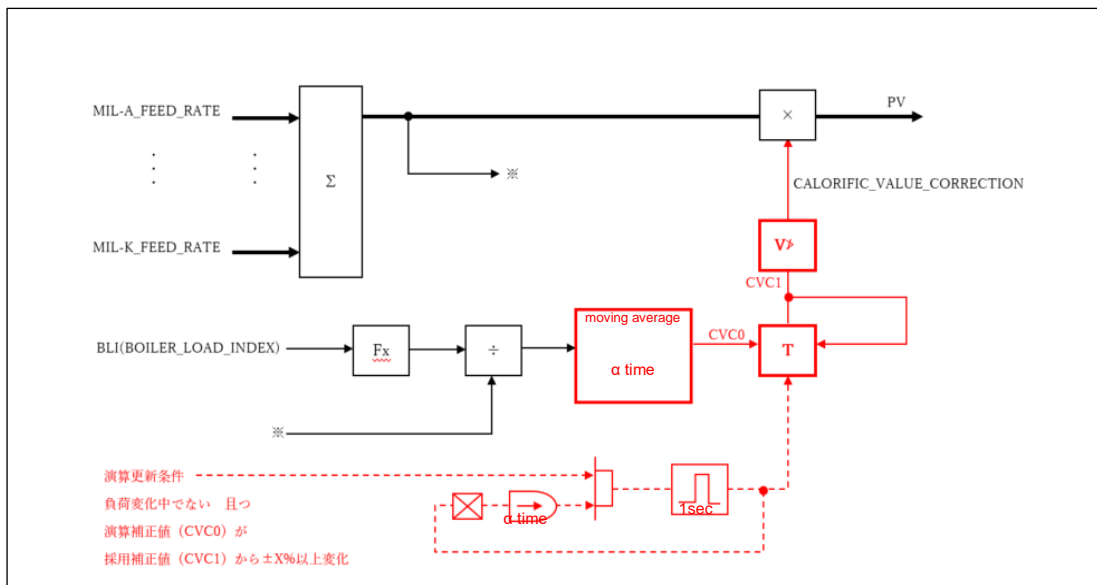 MIL-A_FEED_RATE
PV
×
※
Σ
CALORIFIC_VALUE_CORRECTION
MIL-K_FEED_RATE
CVC1
moving average
CVC0
BLI(BOILER_LOAD_INDEX)
Fx
÷
T
α time
※
演算更新条件
負荷変化中でない 且つ
1sec
α time
演算補正値（CVC0）が
採用補正値（CVC1）から±X%以上変化